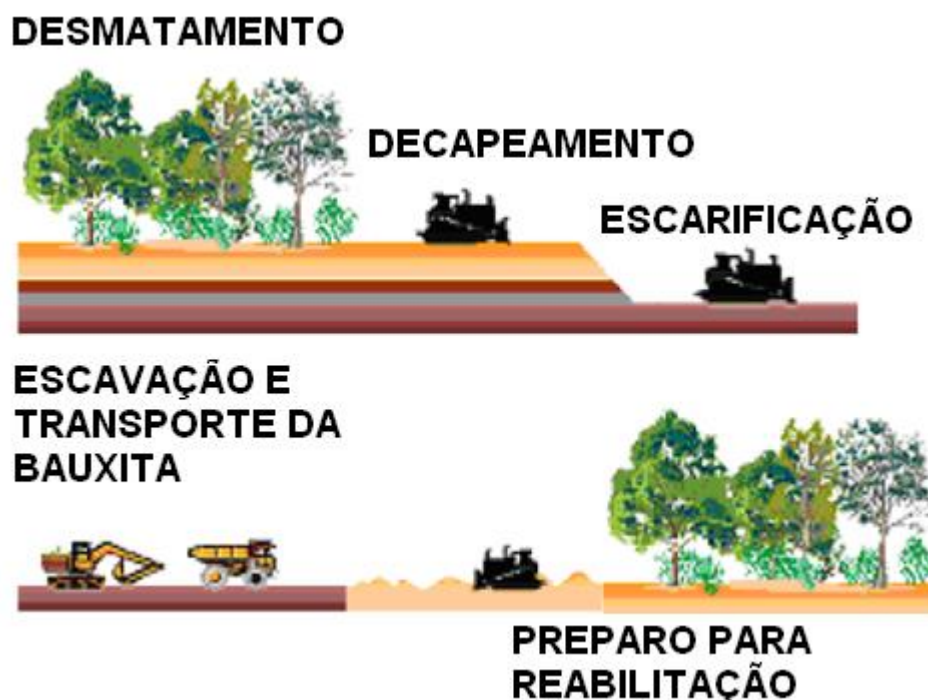 DESMATAMENTO
DECAPEAMENTO
ESCARIFICAÇÃO
ESCAVAÇÃO E
TRANSPORTE DA
BAUXITA
PREPARO PARA
REABILITAÇÃO